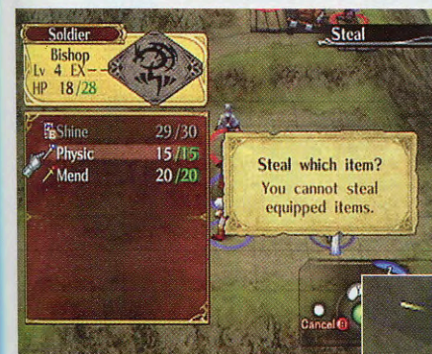 Soldier
Steal
Bishop
Lv 4 EX--
HP 18/28
Shine 29/30
Physic 15/15
Mend 20/20
Steal which item?
You cannot steal
equipped items.
Cancel B